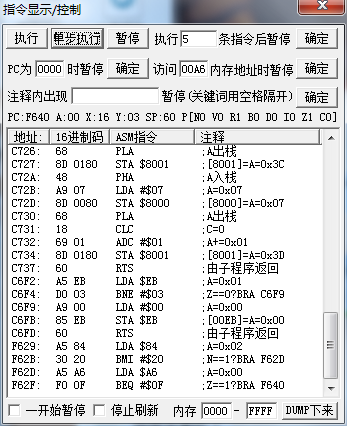 指令显示/控制
执行 单步执行 暂停 执行 5 条指令后暂停 确定
PC为 0000 时暂停 确定 访问 00A6 内存地址时暂停 确定
注释内出现 暂停(关键词用空格隔开) 确定
PC:F640 A:00 X:16 Y:03 SP:60 P[N0 V0 R1 B0 D0 I0 Z1 C0]
地址: 16进制码 ASM指令 注释
C726: 68 PLA ;A出栈
C727: 8D 0180 STA $8001 ;[8001]=A=0x3C
C72A: 48 PHA ;A入栈
C72B: A9 07 LDA #$07 ;A=0x07
C72D: 8D 0080 STA $8000 ;[8000]=A=0x07
C730: 68 PLA ;A出栈
C731: 18 CLC ;C=0
C732: 69 01 ADC #$01 ;A+=0x01
C734: 8D 0180 STA $8001 ;[8001]=A=0x3D
C737: 60 RTS ;由子程序返回
C6F2: A5 EB LDA $EB ;A=0x01
C6F4: D0 03 BNE #$03 ;Z==0?BRA C6F9
C6F9: A9 00 LDA #$00 ;A=0x00
C6FB: 85 EB STA $EB ;[00EB]=A=0x00
C6FD: 60 RTS ;由子程序返回
F629: A5 84 LDA $84 ;A=0x02
F62B: 30 20 BMI #$20 ;N==1?BRA F62D
F62D: A5 A6 LDA $A6 ;A=0x00
F62F: F0 0F BEQ #$0F ;Z==1?BRA F640
一开始暂停 停止刷新 内存 0000 - FFFF DUMP下来